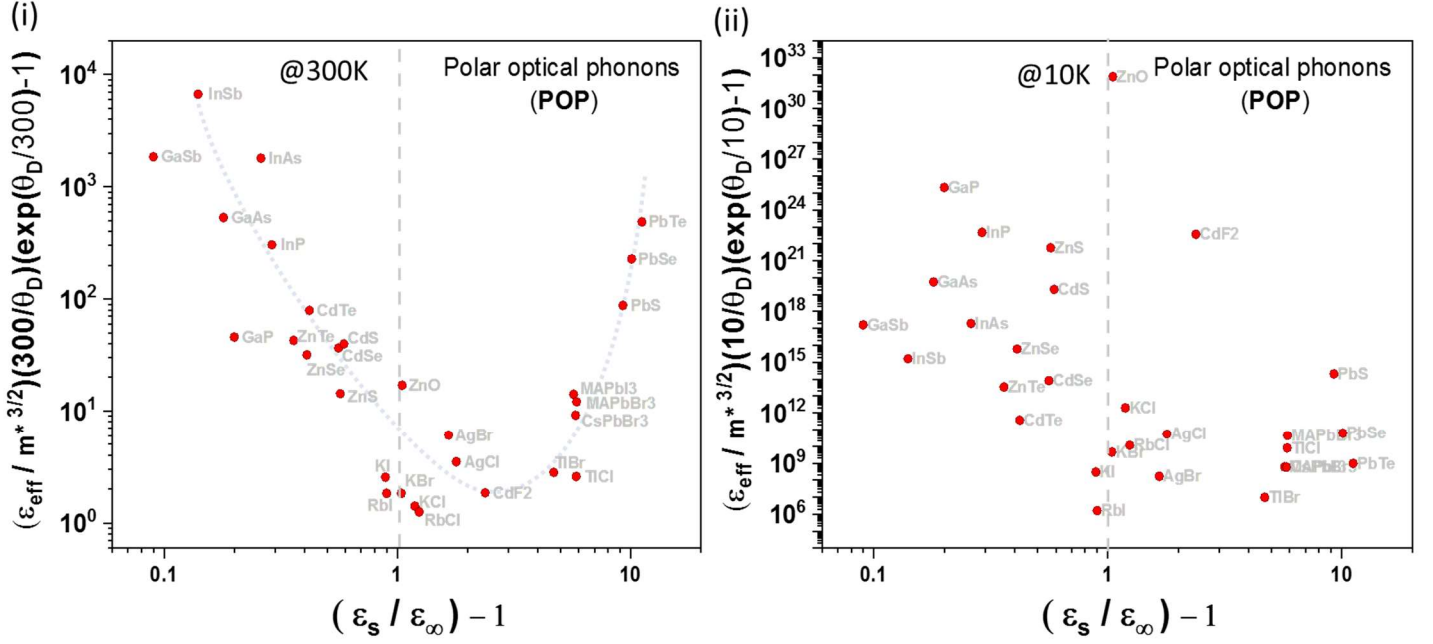 (i)
(ε_eff / m* ^3/2)(300/θ_D)(exp(θ_D/300)-1)
10^4
10^3
10^2
10^1
10^0
@300K
Polar optical phonons
(POP)
InSb
GaSb
InAs
GaAs
InP
PbTe
PbSe
PbS
CdTe
GaP
ZnTe
CdS
CdSe
ZnSe
ZnS
ZnO
MAPbI3
MAPbBr3
CsPbBr3
AgBr
AgCl
KI
TlBr
TlCl
RbI
KBr
CdF2
KCl
RbCl
0.1
1
10
( ε_s / ε_∞ ) − 1
(ii)
(ε_eff / m* ^3/2)(10/θ_D)(exp(θ_D/10)-1)
10^33
10^30
10^27
10^24
10^21
10^18
10^15
10^12
10^9
10^6
@10K
Polar optical phonons
(POP)
ZnO
GaP
InP
ZnS
CdF2
GaAs
CdS
GaSb
InAs
InSb
ZnSe
ZnTe
CdSe
PbS
CdTe
KCl
AgCl
RbCl
KBr
MAPbBr3
PbSe
TlCl
KI
AgBr
PbTe
TlBr
RbI
0.1
1
10
( ε_s / ε_∞ ) − 1